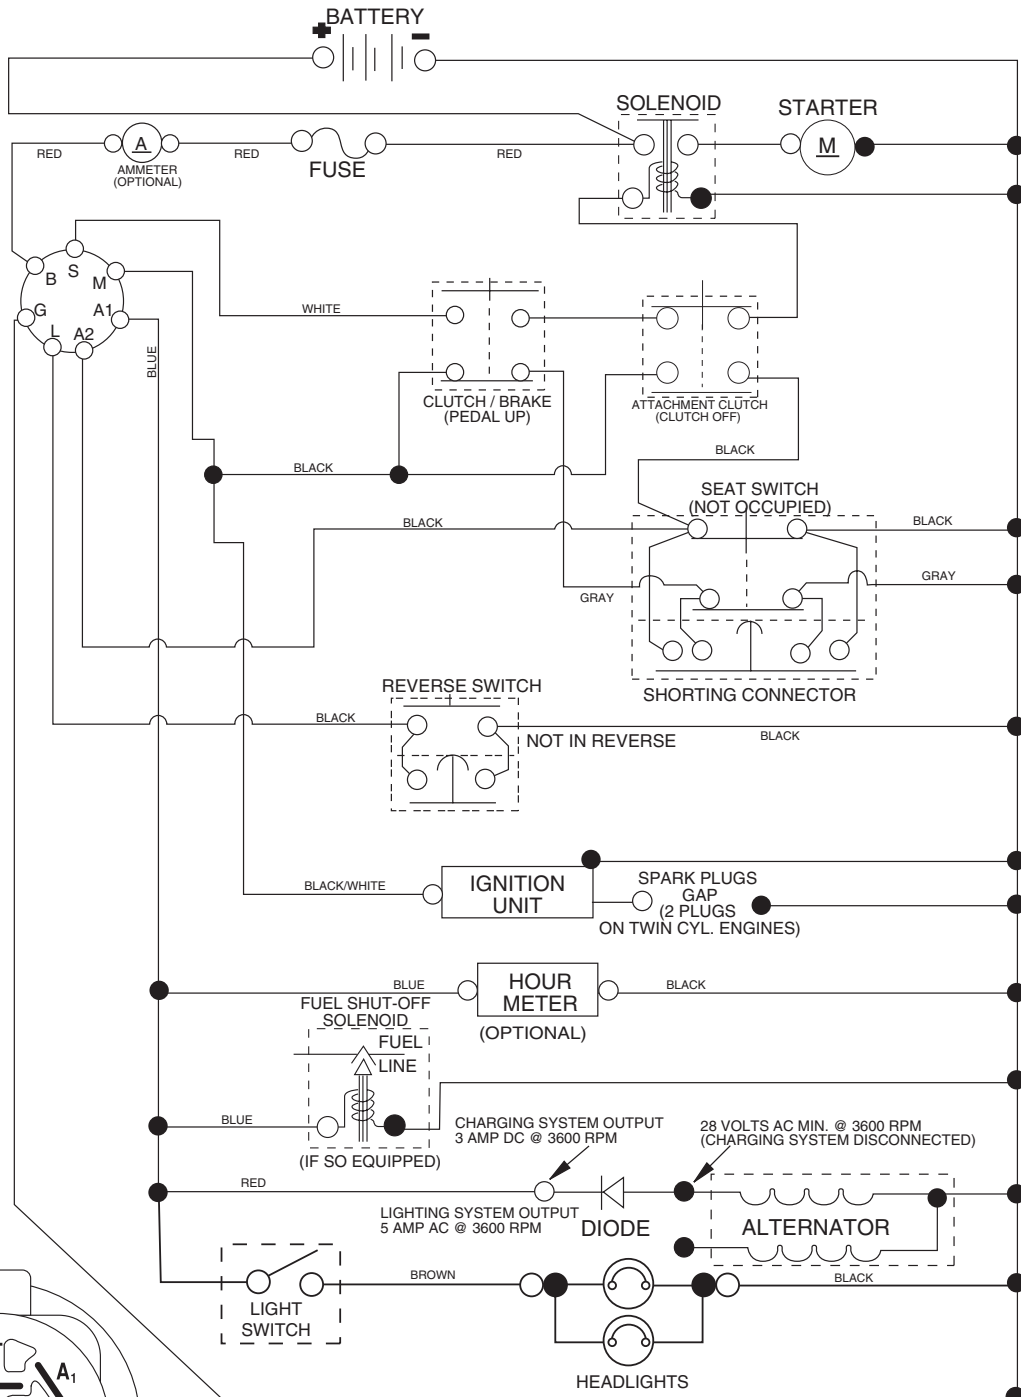 BATTERY
SOLENOID
STARTER
A
M
RED
RED
RED
AMMETER
(OPTIONAL)
FUSE
B
S
M
G
A1
L
A2
WHITE
BLUE
CLUTCH / BRAKE
(PEDAL UP)
ATTACHMENT CLUTCH
(CLUTCH OFF)
BLACK
BLACK
SEAT SWITCH
(NOT OCCUPIED)
BLACK
BLACK
GRAY
GRAY
SHORTING CONNECTOR
REVERSE SWITCH
BLACK
NOT IN REVERSE
BLACK
BLACK/WHITE
IGNITION
UNIT
SPARK PLUGS
GAP
(2 PLUGS
ON TWIN CYL. ENGINES)
BLUE
HOUR
METER
BLACK
(OPTIONAL)
FUEL SHUT-OFF
SOLENOID
FUEL
LINE
BLUE
(IF SO EQUIPPED)
CHARGING SYSTEM OUTPUT
3 AMP DC @ 3600 RPM
28 VOLTS AC MIN. @ 3600 RPM
(CHARGING SYSTEM DISCONNECTED)
RED
LIGHTING SYSTEM OUTPUT
5 AMP AC @ 3600 RPM
DIODE
ALTERNATOR
BROWN
BLACK
LIGHT
SWITCH
HEADLIGHTS
A1